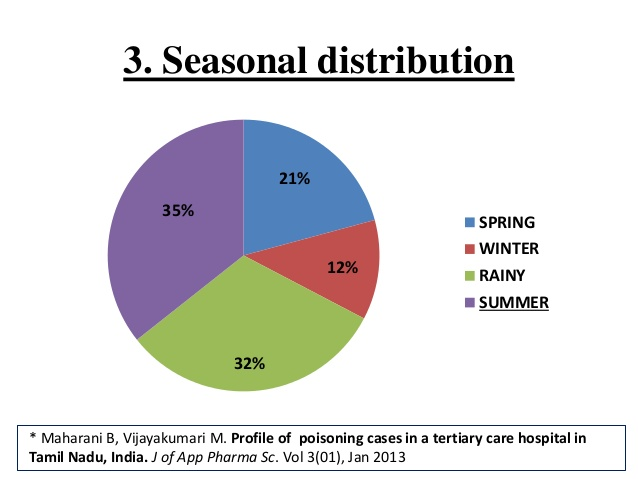 3. Seasonal distribution
21%
35%
12%
32%
SPRING
WINTER
RAINY
SUMMER
* Maharani B, Vijayakumari M. Profile of poisoning cases in a tertiary care hospital in
Tamil Nadu, India. J of App Pharma Sc. Vol 3(01), Jan 2013